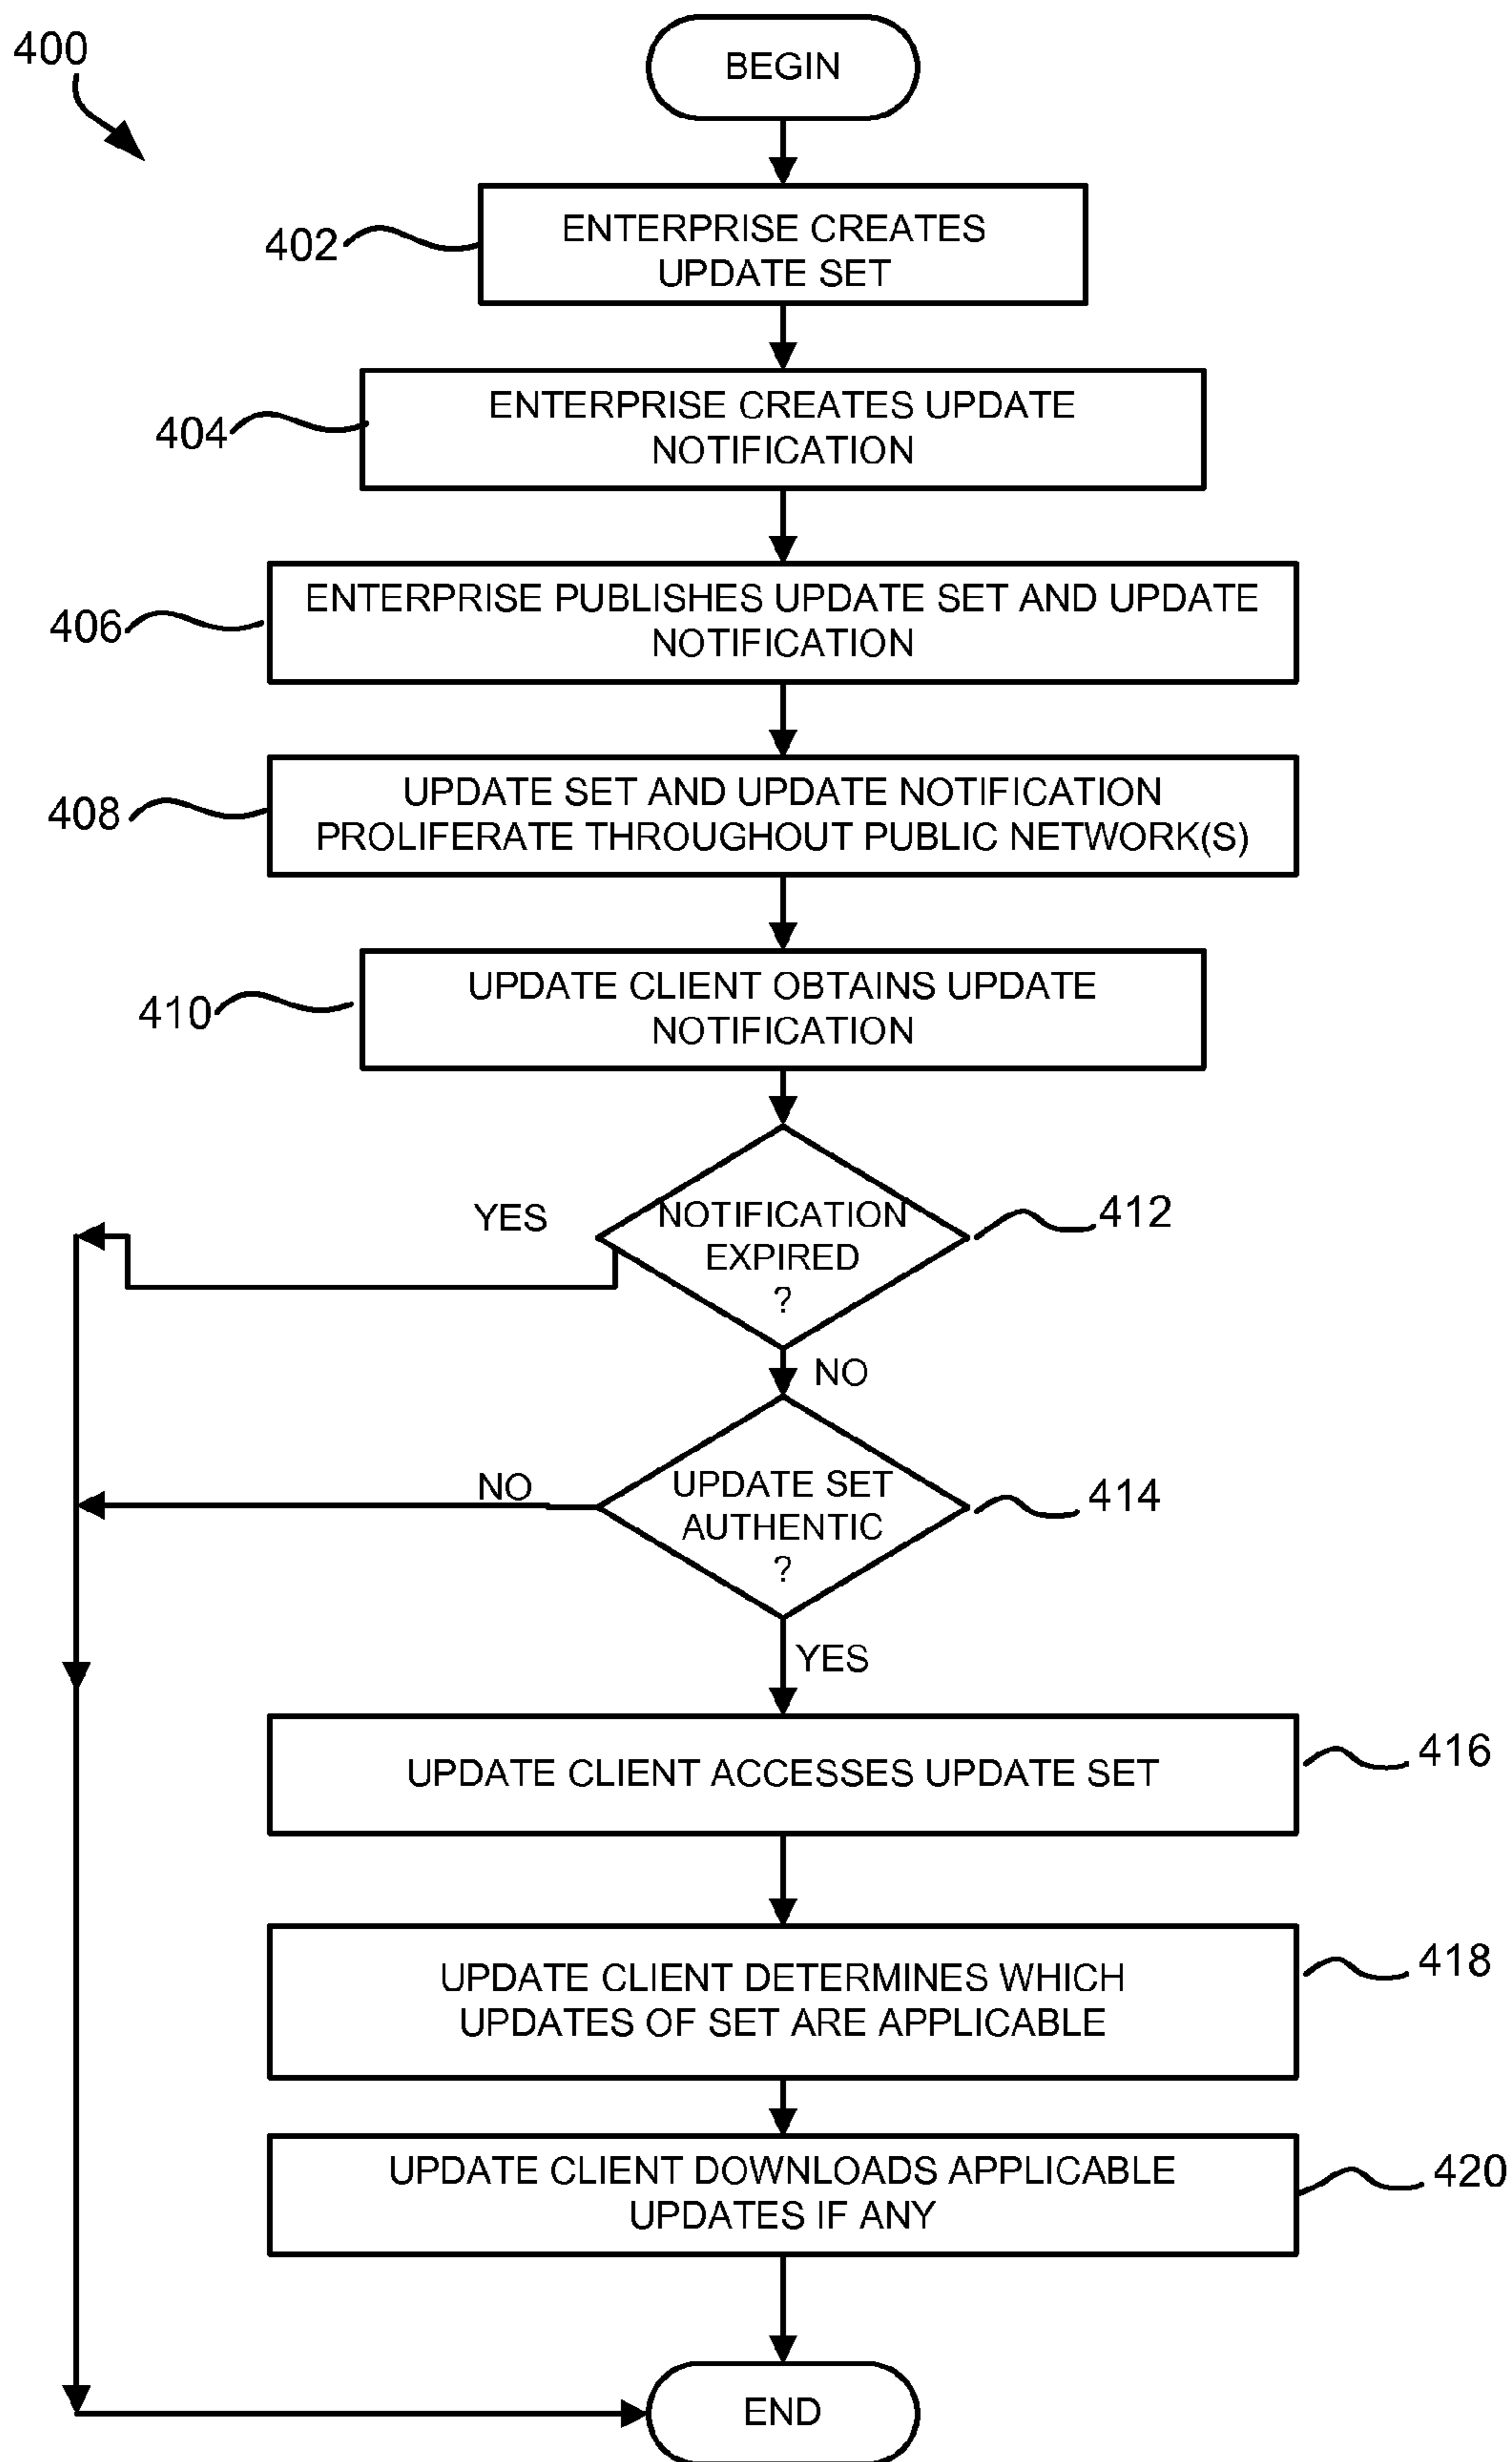 400
BEGIN
402
ENTERPRISE CREATES
UPDATE SET
404
ENTERPRISE CREATES UPDATE
NOTIFICATION
406
ENTERPRISE PUBLISHES UPDATE SET AND UPDATE
NOTIFICATION
408
UPDATE SET AND UPDATE NOTIFICATION
PROLIFERATE THROUGHOUT PUBLIC NETWORK(S)
410
UPDATE CLIENT OBTAINS UPDATE
NOTIFICATION
YES
NOTIFICATION
EXPIRED
?
412
NO
NO
UPDATE SET
AUTHENTIC
?
414
YES
UPDATE CLIENT ACCESSES UPDATE SET
416
UPDATE CLIENT DETERMINES WHICH
UPDATES OF SET ARE APPLICABLE
418
UPDATE CLIENT DOWNLOADS APPLICABLE
UPDATES IF ANY
420
END